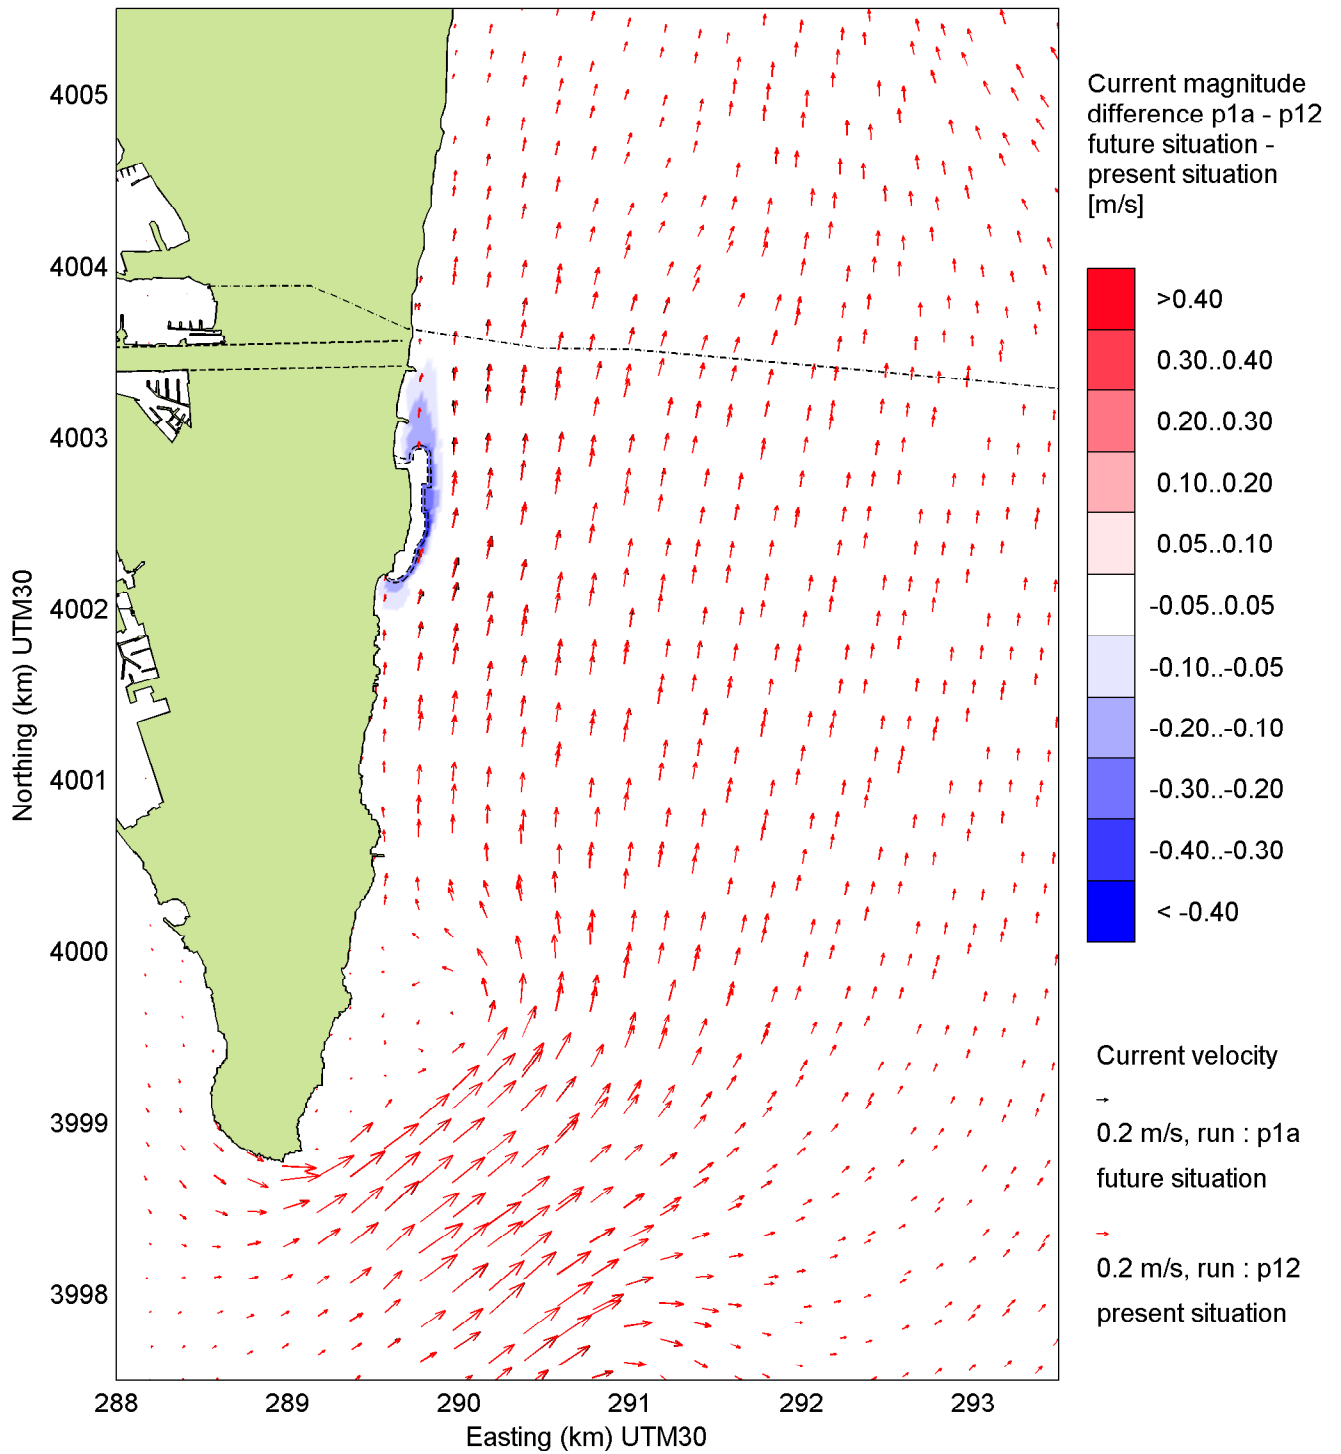 Current magnitude
difference p1a - p12
future situation -
present situation
[m/s]
>0.40
0.30..0.40
0.20..0.30
0.10..0.20
0.05..0.10
-0.05..0.05
-0.10..-0.05
-0.20..-0.10
-0.30..-0.20
-0.40..-0.30
< -0.40
Current velocity
0.2 m/s, run : p1a
future situation
0.2 m/s, run : p12
present situation
4005
4004
4003
4002
4001
4000
3999
3998
Northing (km) UTM30
288 289 290 291 292 293
Easting (km) UTM30